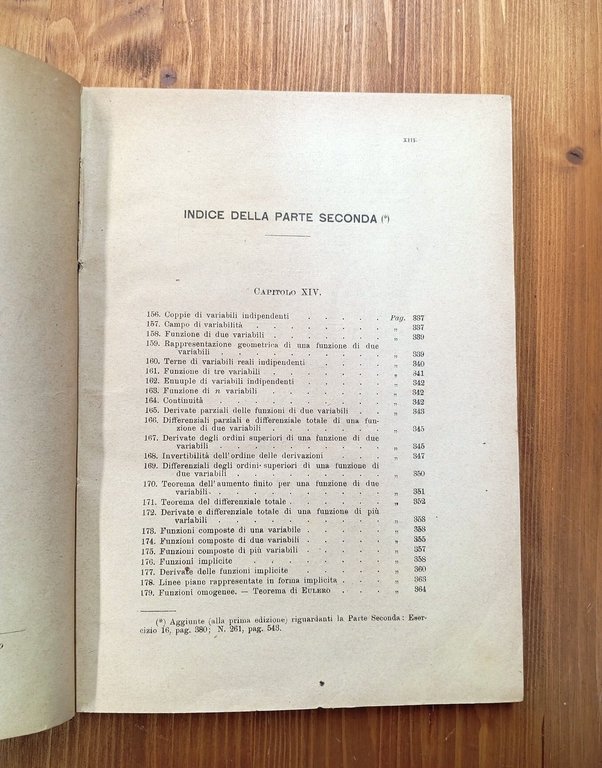 XIII
INDICE DELLA PARTE SECONDA (*)
CAPITOLO XIV.
156. Coppie di variabili indipendenti . . . . . Pag. 337
157. Campo di variabilità . . . . . . „ 337
158. Funzione di due variabili . . . . . . „ 339
159. Rappresentazione geometrica di una funzione di due
variabili . . . . . . . . . „ 339
160. Terne di variabili reali indipendenti . . . . „ 340
161. Funzione di tre variabili . . . . . . „ 341
162. Ennuple di variabili indipendenti . . . . „ 342
163. Funzione di n variabili . . . . . . „ 342
164. Continuità . . . . . . . . „ 342
165. Derivate parziali delle funzioni di due variabili . . „ 343
166. Differenziali parziali e differenziale totale di una fun-
zione di due variabili . . . . . . „ 345
167. Derivate degli ordini superiori di una funzione di due
variabili . . . . . . . . . „ 345
168. Invertibilità dell'ordine delle derivazioni . . . „ 347
169. Differenziali degli ordini superiori di una funzione di
due variabili . . . . . . . . „ 350
170. Teorema dell'aumento finito per una funzione di due
variabili . . . . . . . . . „ 351
171. Teorema del differenziale totale . . . . . „ 352
172. Derivate e differenziale totale di una funzione di più
variabili . . . . . . . . . „ 353
173. Funzioni composte di una variabile . . . . „ 353
174. Funzioni composte di due variabili . . . . „ 355
175. Funzioni composte di più variabili . . . . „ 357
176. Funzioni implicite . . . . . . . „ 358
177. Derivate delle funzioni implicite . . . . „ 360
178. Linee piane rappresentate in forma implicita . . „ 363
179. Funzioni omogenee. — Teorema di EULERO . . „ 364
(*) Aggiunte (alla prima edizione) riguardanti la Parte Seconda: Eser-
cizio 16, pag. 380; N. 261, pag. 543.